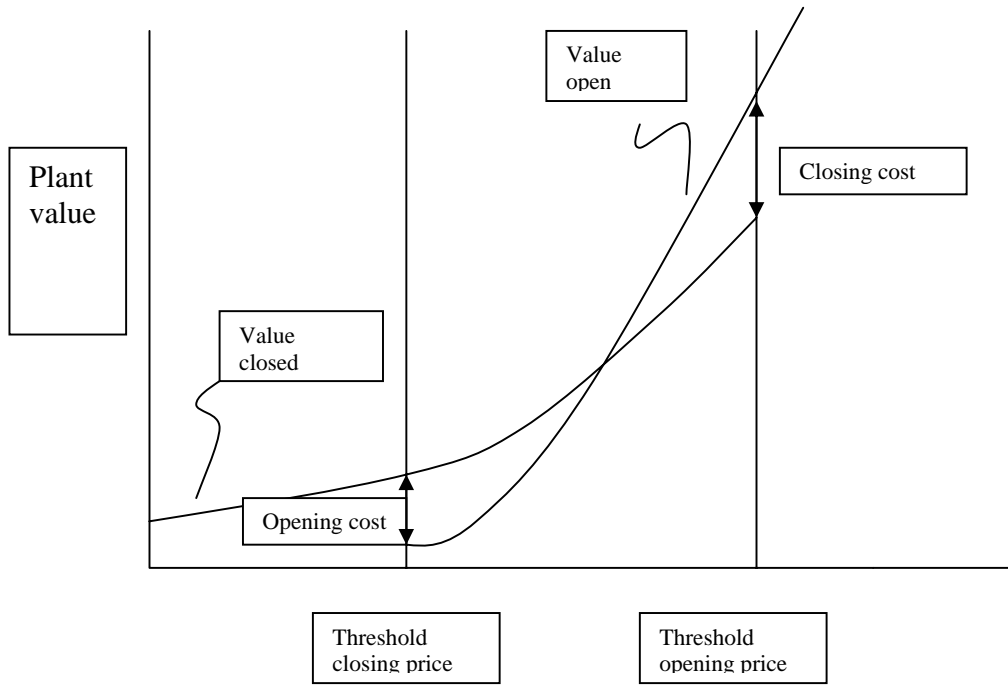 Value
open
Plant
value
Closing cost
Value
closed
Opening cost
Threshold
closing price
Threshold
opening price